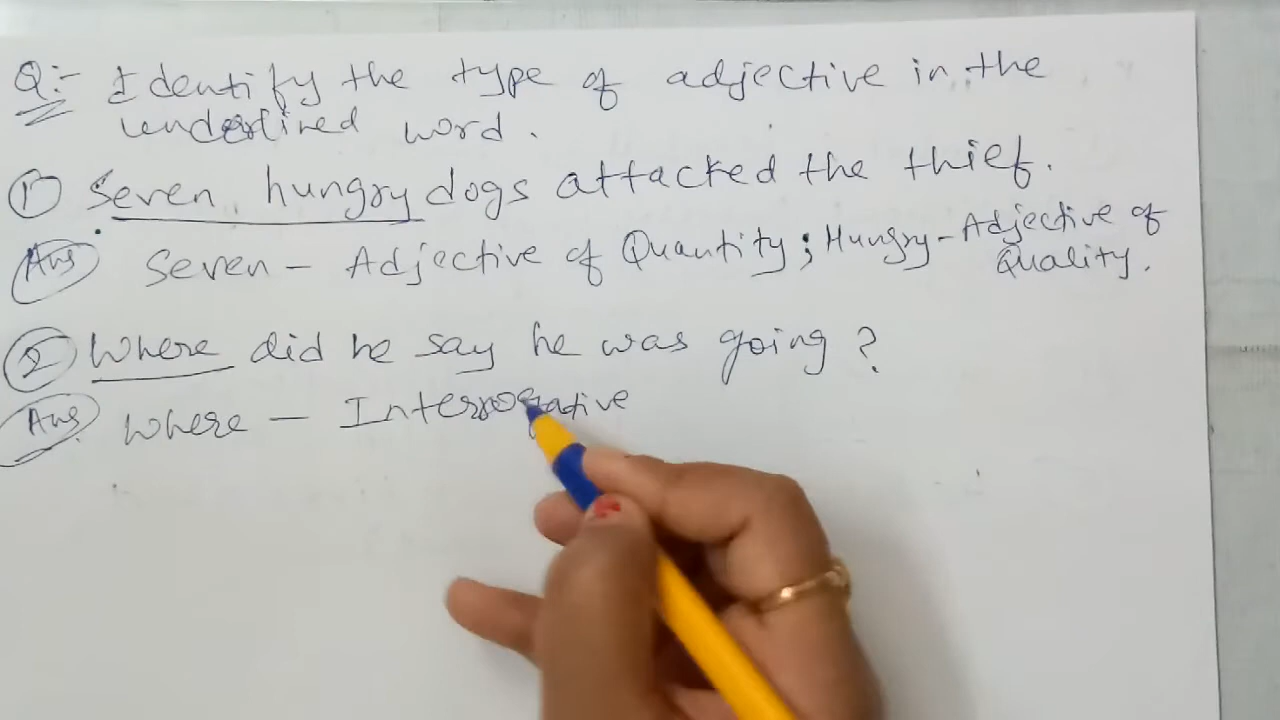 Q:- Identify the type of adjective in the
underlined word.
① Seven hungry dogs attacked the thief.
Ans Seven - Adjective of Quantity; Hungry - Adjective of
Quality.
② Where did he say he was going?
Ans Where - Interrogative